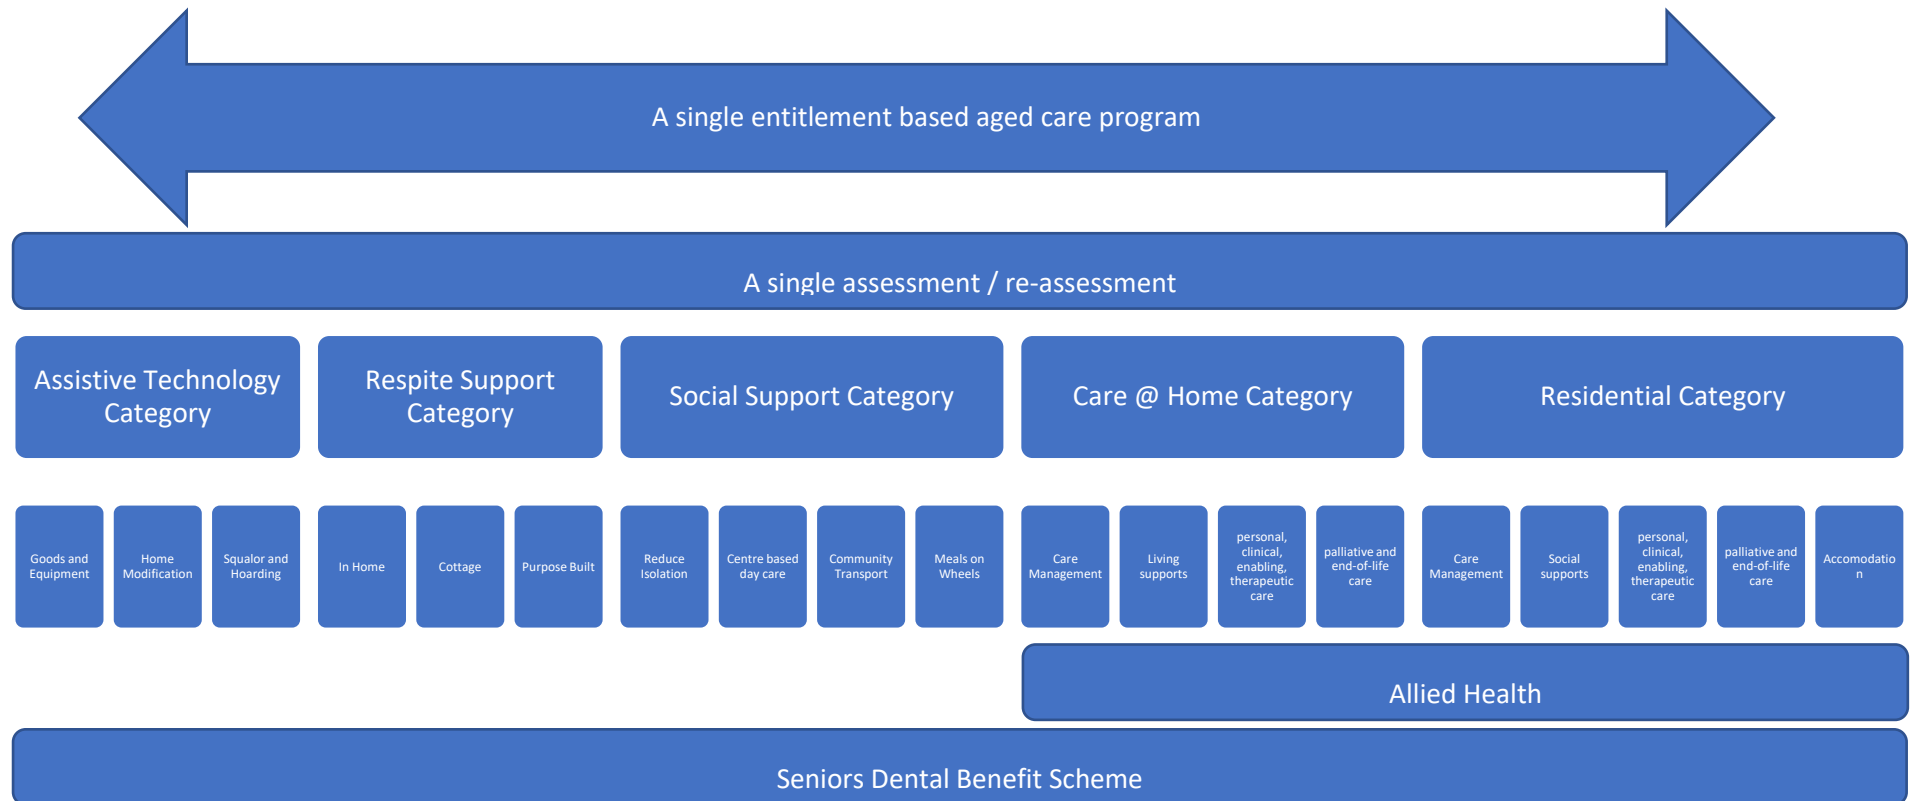 A single entitlement based aged care program
A single assessment / re-assessment
Assistive Technology
Category
Respite Support
Category
Social Support Category
Care @ Home Category
Residential Category
Goods and
Equipment
Home
Modification
Squalor and
Hoarding
In Home
Cottage
Purpose Built
Reduce
Isolation
Centre based
day care
Community
Transport
Meals on
Wheels
Care
Management
Living
supports
personal,
clinical,
enabling,
therapeutic
care
palliative and
end-of-life
care
Care
Management
Social
supports
personal,
clinical,
enabling,
therapeutic
care
palliative and
end-of-life
care
Accomodatio
n
Allied Health
Seniors Dental Benefit Scheme